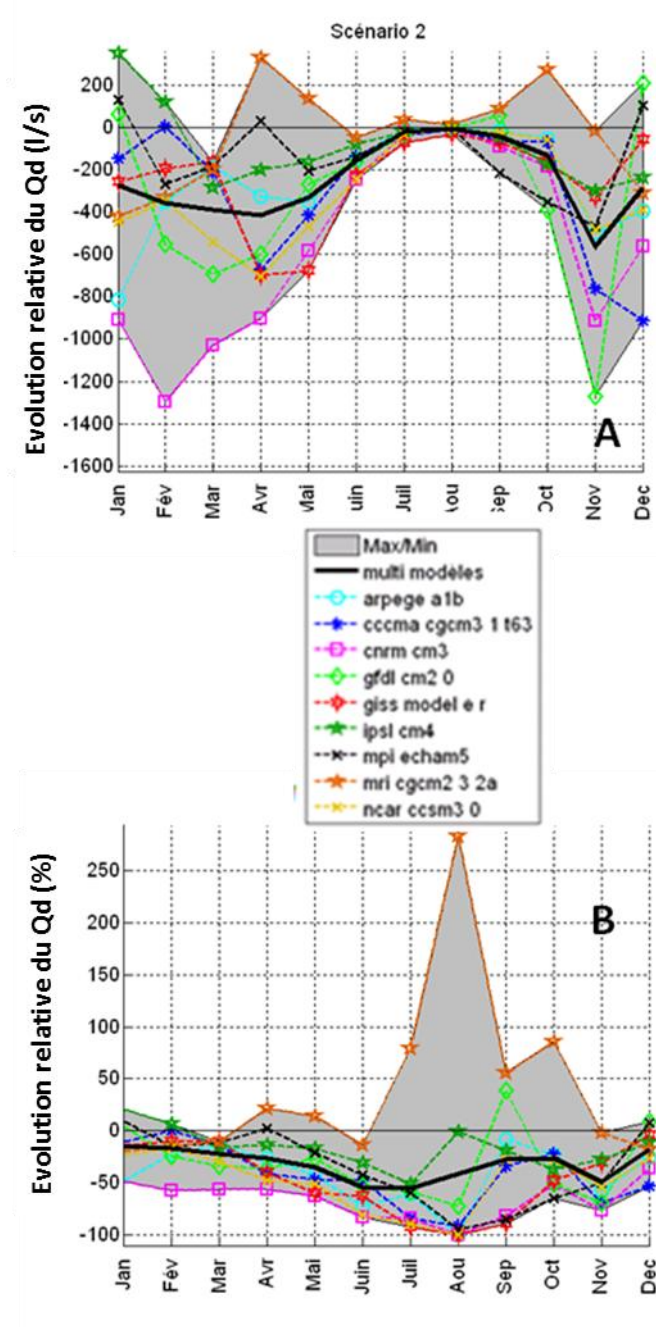 Scénario 2
Evolution relative du Qd (l/s)
200
0
-200
-400
-600
-800
-1000
-1200
-1400
-1600
A
Jan
Fév
Mar
Avr
Mai
uin
Juil
Sep
Oct
Nov
Dec
Max/Min
multi modèles
arpege a1b
cccma cgcm3 1 t63
cnrm cm3
gfdl cm2 0
giss model e r
ipsl cm4
mpi echam5
mri cgcm2 3 2a
ncar ccsm3 0
Evolution relative du Qd (%)
250
200
150
100
50
0
-50
-100
B
Jan
Fév
Mar
Avr
Mai
Juin
Juil
Aou
Sep
Oct
Nov
Dec